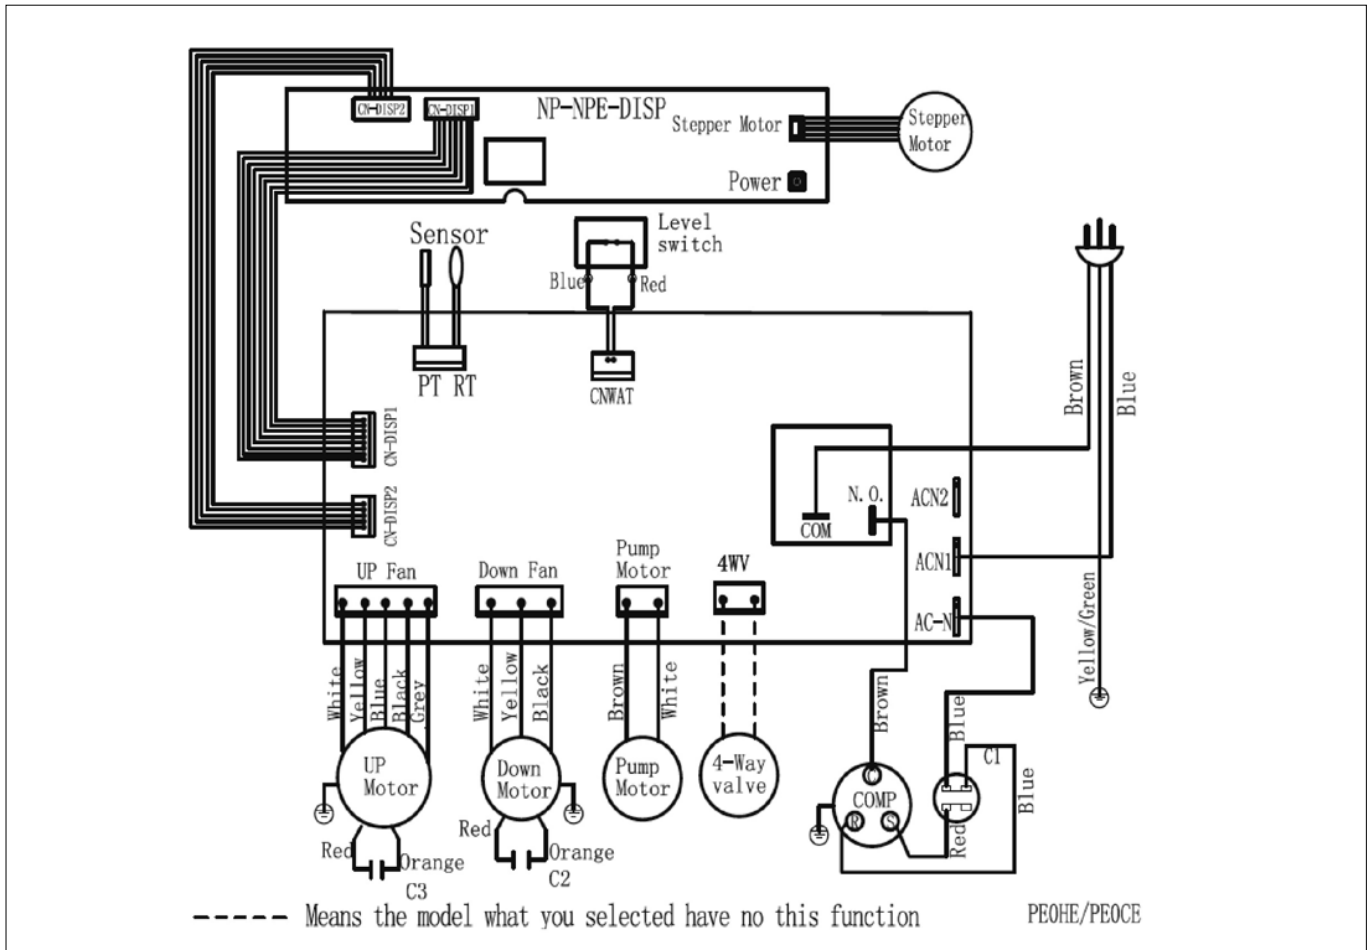 CN-DISP2
CN-DISP1
NP-NPE-DISP
Stepper Motor
Stepper
Motor
Power
Sensor
Level
switch
Blue
Red
PT RT
CNWAT
Brown
Blue
CN-DISP1
CN-DISP2
N.O.
COM
ACN2
ACN1
AC-N
UP Fan
Down Fan
Pump
Motor
4WV
Yellow/Green
White
Yellow
Blue
Black
Grey
White
Yellow
Black
Brown
White
Brown
Blue
C1
Blue
UP
Motor
Down
Motor
Pump
Motor
4-Way
valve
C
COMP
R
S
Red
Red
Orange
C3
Red
Orange
C2
Means the model what you selected have no this function
PE0HE/PE0CE